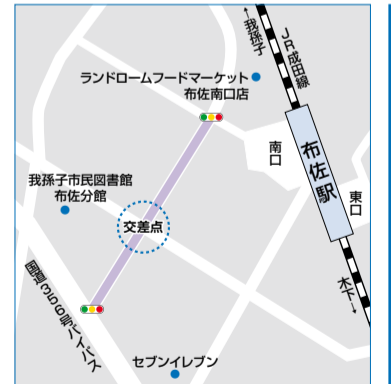 ←我孫子
JR成田線
ランドロームフードマーケット
布佐南口店
南口
布佐駅
東口
我孫子市民図書館
布佐分館
交差点
木下→
国道356号バイパス
セブンイレブン